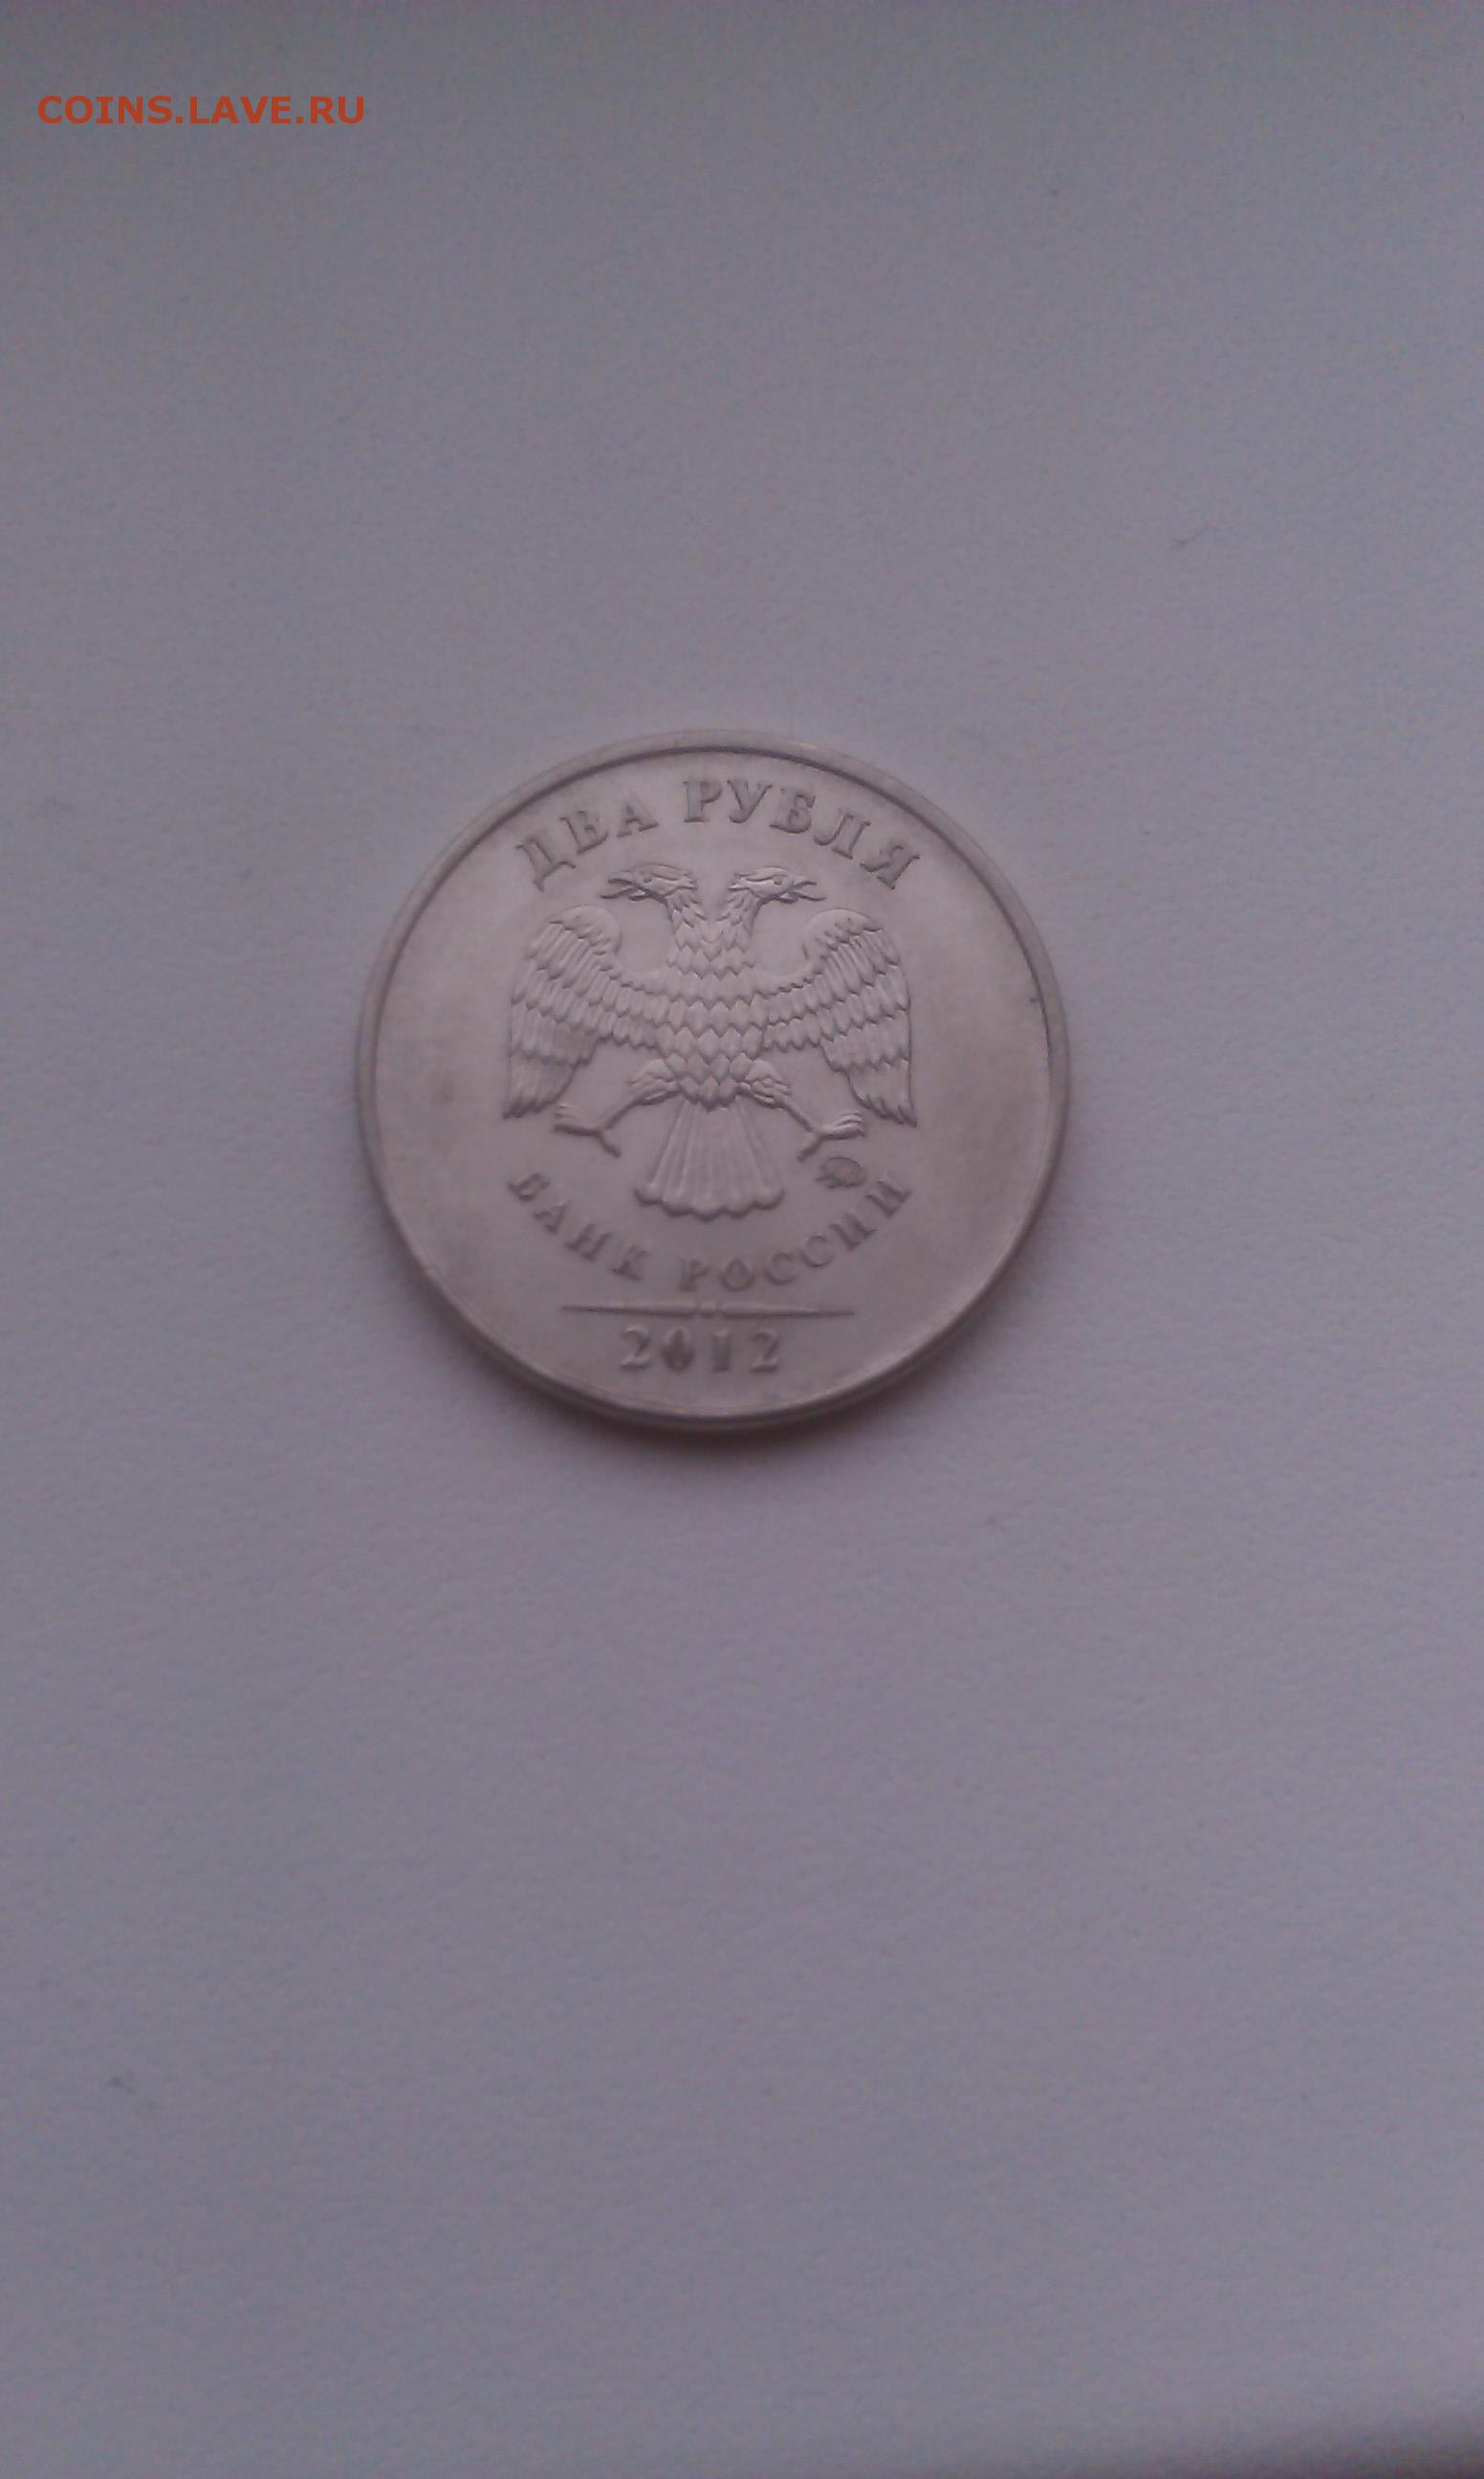 COINS.LAVE.RU
ДВА РУБЛЯ
БАНК РОССИИ
2012